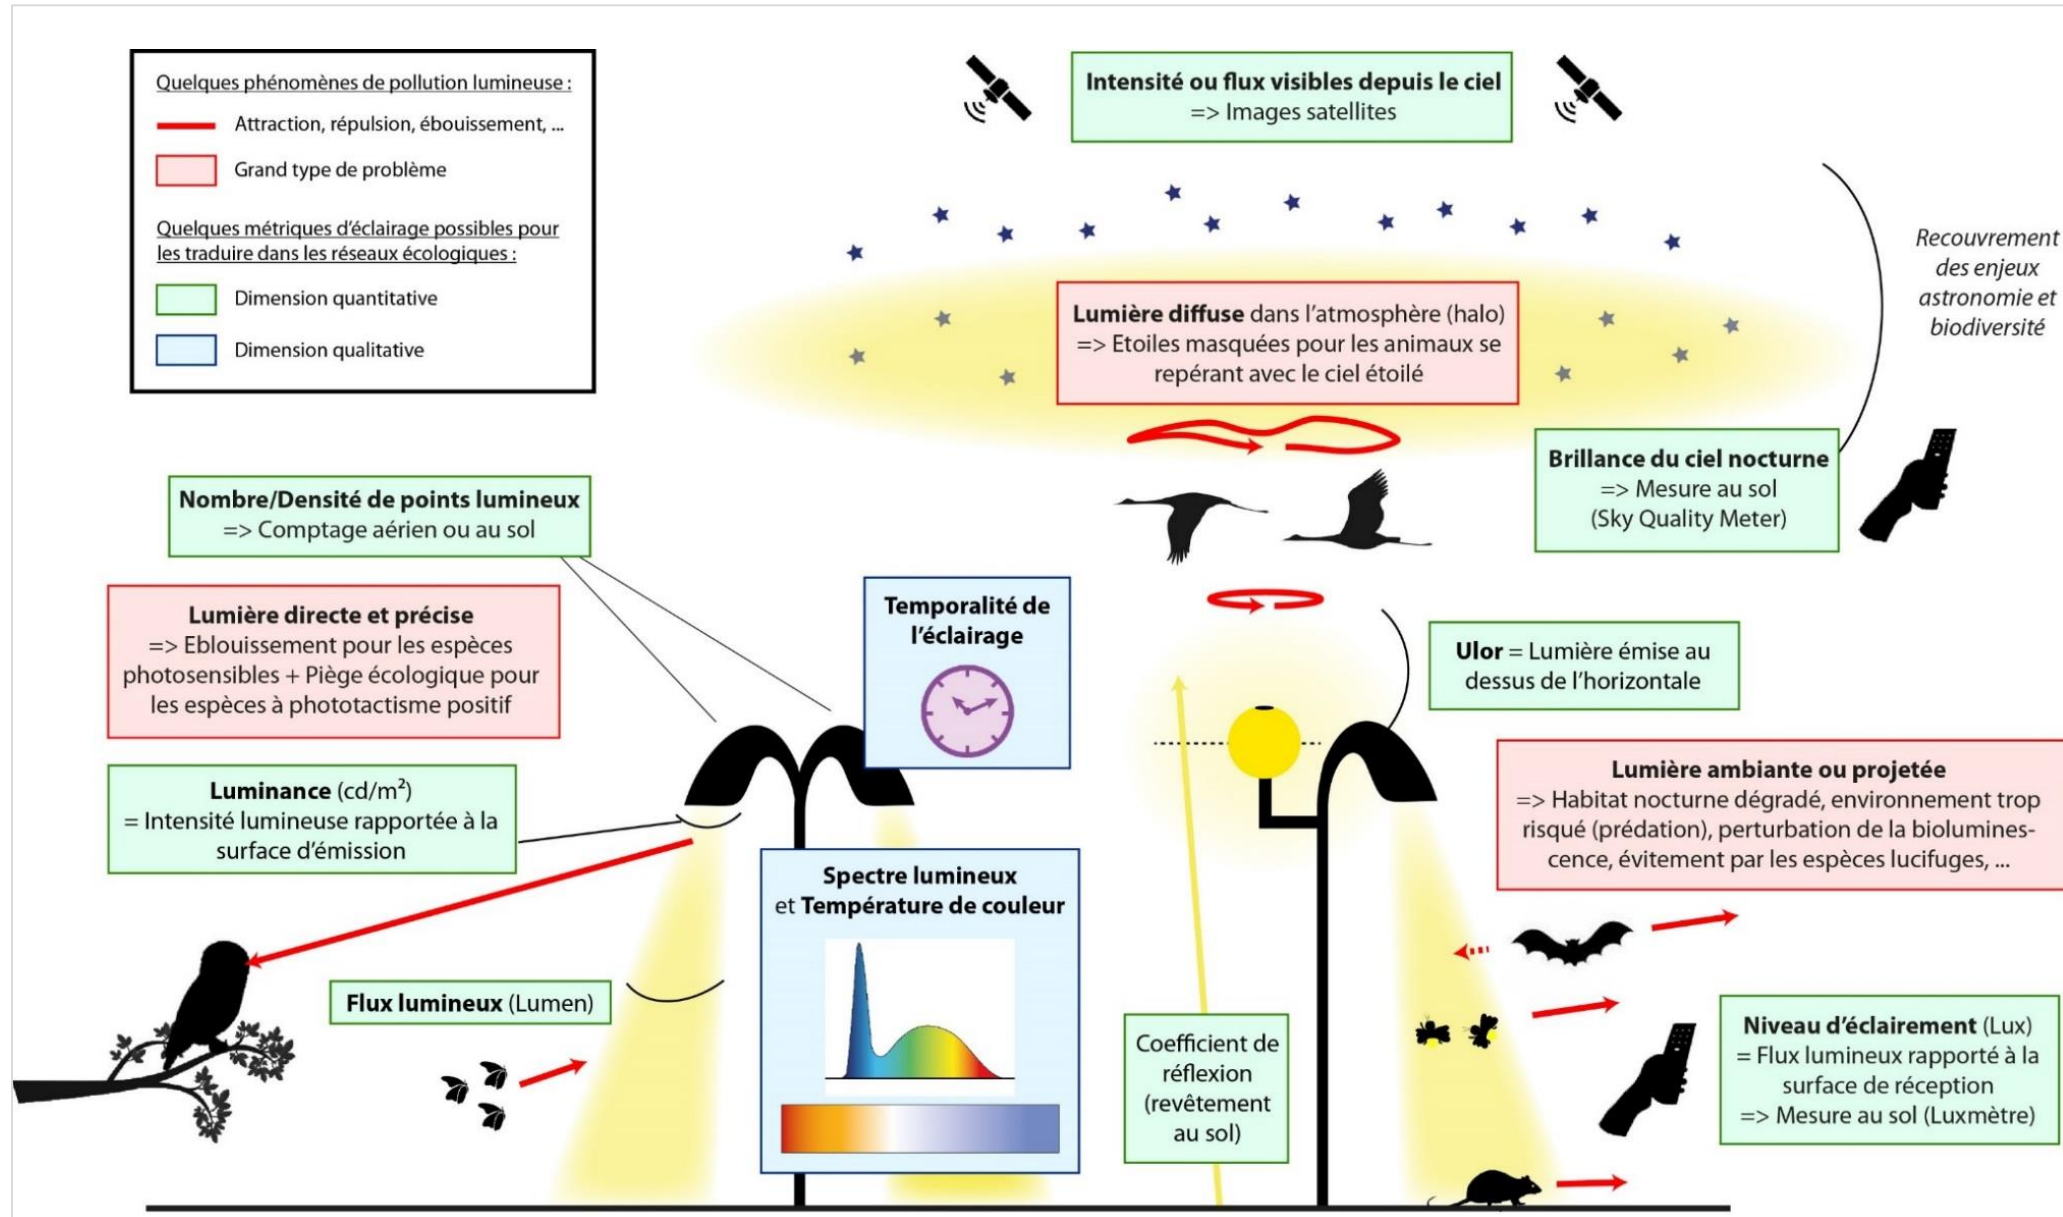 Quelques phénomènes de pollution lumineuse :
Attraction, répulsion, ébouissement, ...
Grand type de problème
Quelques métriques d'éclairage possibles pour
les traduire dans les réseaux écologiques :
Dimension quantitative
Dimension qualitative
Intensité ou flux visibles depuis le ciel
=> Images satellites
Recouvrement
des enjeux
astronomie et
biodiversité
Lumière diffuse dans l'atmosphère (halo)
=> Etoiles masquées pour les animaux se
repérant avec le ciel étoilé
Brillance du ciel nocturne
=> Mesure au sol
(Sky Quality Meter)
Nombre/Densité de points lumineux
=> Comptage aérien ou au sol
Lumière directe et précise
=> Eblouissement pour les espèces
photosensibles + Piège écologique pour
les espèces à phototactisme positif
Temporalité de
l'éclairage
Ulor = Lumière émise au
dessus de l'horizontale
Luminance (cd/m²)
= Intensité lumineuse rapportée à la
surface d'émission
Lumière ambiante ou projetée
=> Habitat nocturne dégradé, environnement trop
risqué (prédation), perturbation de la biolumines-
cence, évitement par les espèces lucifuges, ...
Spectre lumineux
et Température de couleur
Flux lumineux (Lumen)
Coefficient de
réflexion
(revêtement
au sol)
Niveau d'éclairement (Lux)
= Flux lumineux rapporté à la
surface de réception
=> Mesure au sol (Luxmètre)